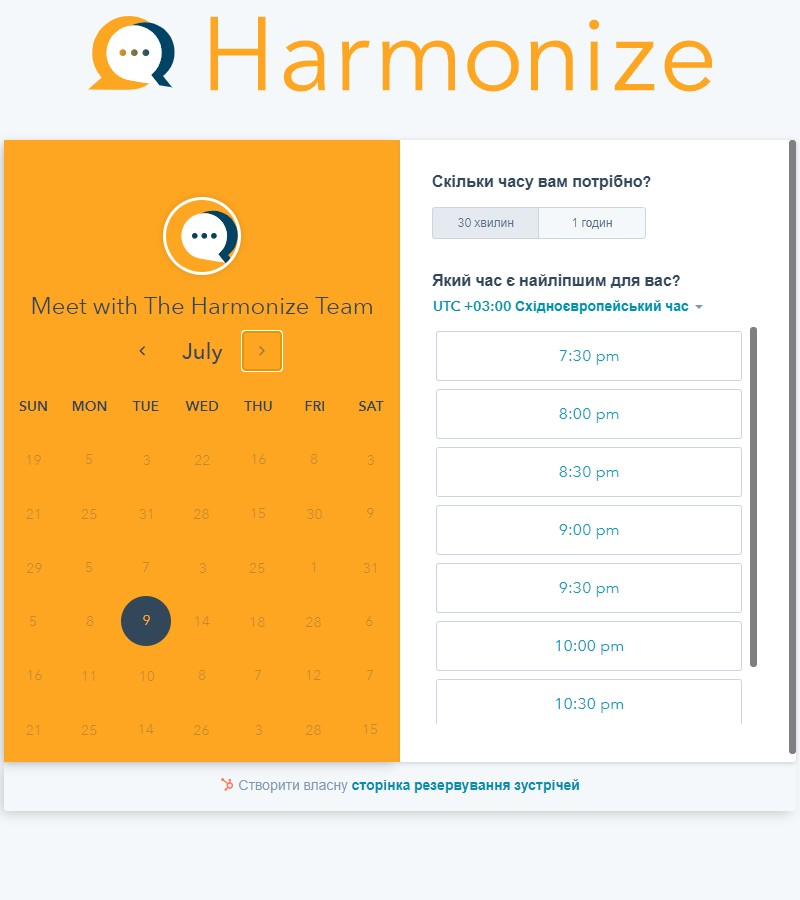 Harmonize
Meet with The Harmonize Team
July
SUN MON TUE WED THU FRI SAT
19 5 3 22 16 8 3
21 25 31 28 15 30 9
29 5 7 3 25 1 31
5 8 9 14 18 28 6
16 11 10 8 7 12 7
21 25 14 26 3 28 15
Скільки часу вам потрібно?
30 хвилин 1 годин
Який час є найліпшим для вас?
UTC +03:00 Східноєвропейський час
7:30 pm
8:00 pm
8:30 pm
9:00 pm
9:30 pm
10:00 pm
10:30 pm
Створити власну сторінка резервування зустрічей